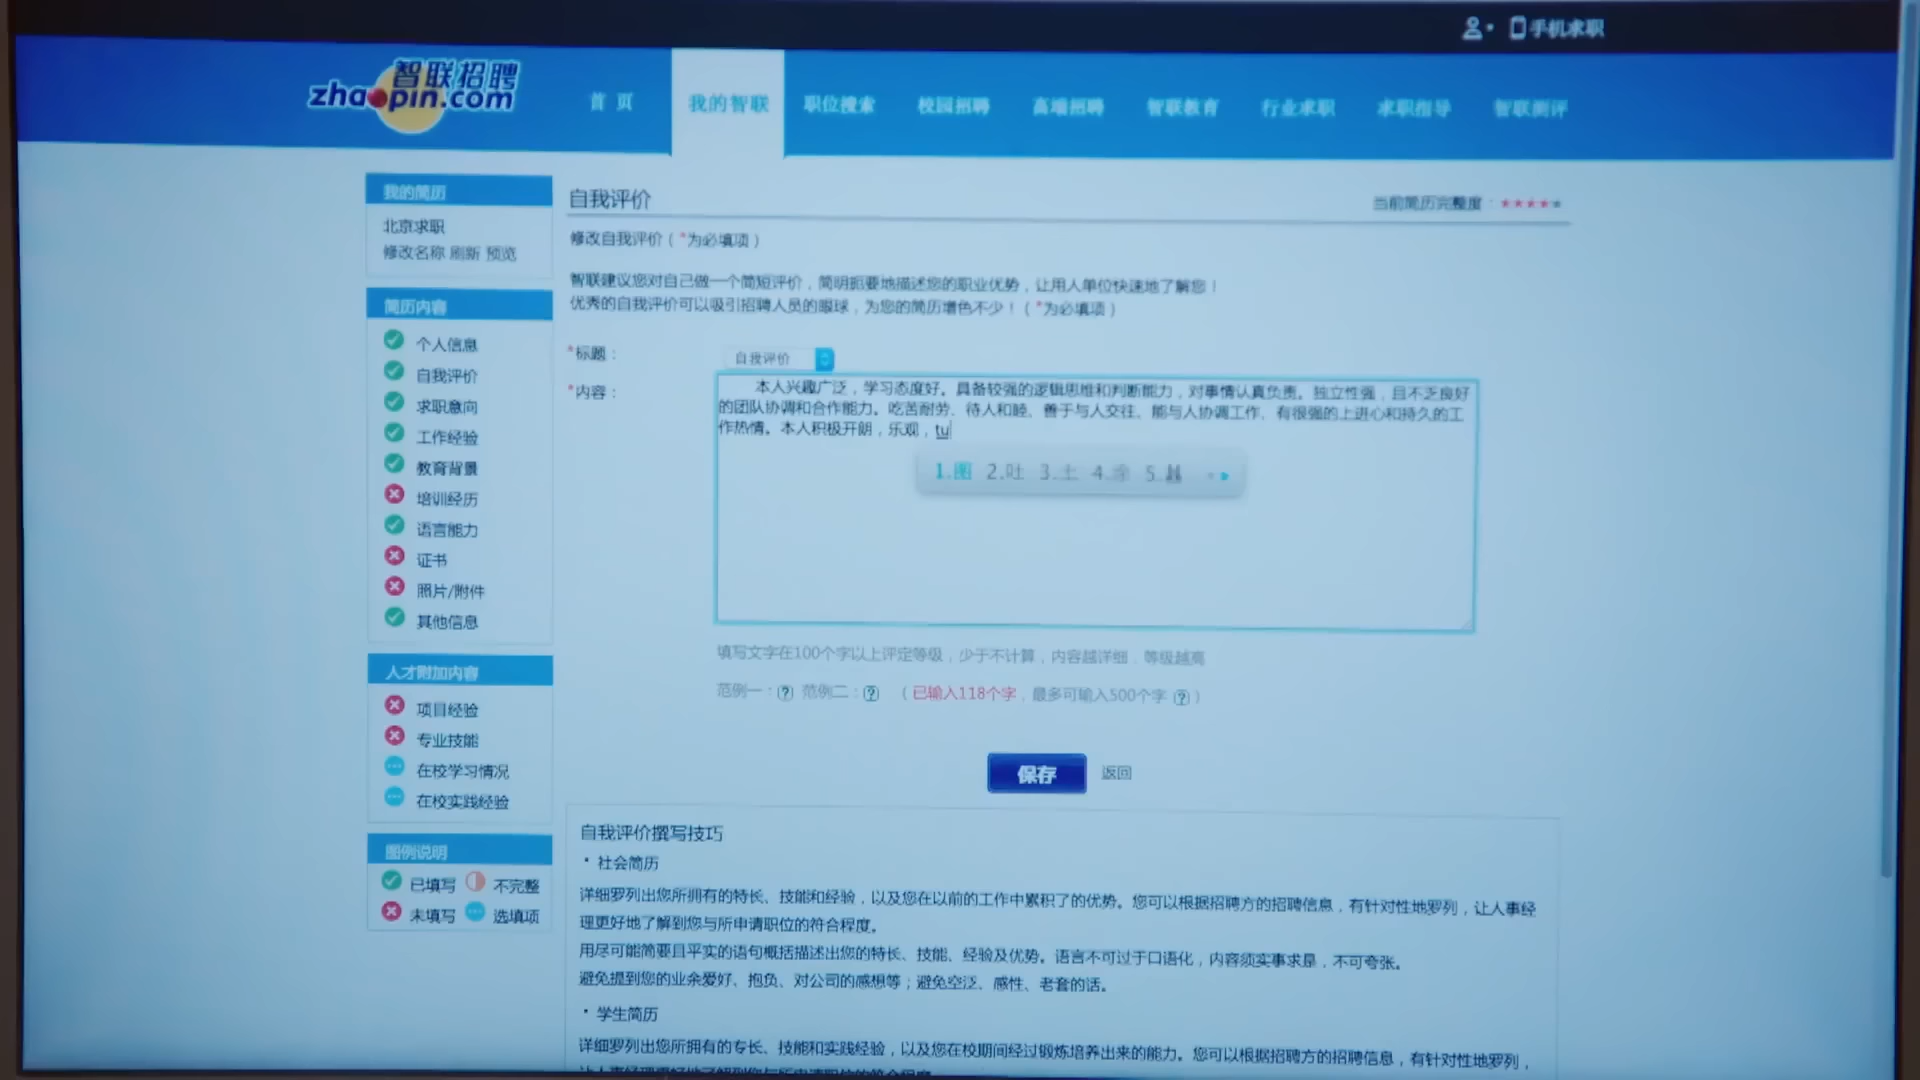 手机求职
智联招聘
zhaopin.com
首 页
我的智联
职位搜索
校园招聘
高端招聘
智联教育
行业求职
求职指导
智联测评
我的简历
北京求职
修改名称 刷新 预览
简历内容
个人信息
自我评价
求职意向
工作经验
教育背景
培训经历
语言能力
证书
照片/附件
其他信息
人才附加内容
项目经验
专业技能
在校学习情况
在校实践经验
图例说明
已填写 不完整
未填写 选填项
自我评价
当前简历完整度：★★★★★
修改自我评价（*为必填项）
智联建议您对自己做一个简短评价，简明扼要地描述您的职业优势，让用人单位快速地了解您！
优秀的自我评价可以吸引招聘人员的眼球，为您的简历增色不少！（*为必填项）
*标题： 自我评价
*内容：
本人兴趣广泛，学习态度好。具备较强的逻辑思维和判断能力，对事情认真负责。独立性强，且不乏良好
的团队协调和合作能力。吃苦耐劳、待人和睦、善于与人交往、能与人协调工作、有很强的上进心和持久的工
作热情。本人积极开朗，乐观，tu
1.图 2.吐 3.土 4.涂 5.
填写文字在100个字以上评定等级，少于不计算，内容越详细，等级越高
范例一：? 范例二：? （已输入118个字，最多可输入500个字 ?）
保存 返回
自我评价撰写技巧
· 社会简历
详细罗列出您所拥有的特长、技能和经验，以及您在以前的工作中累积了的优势。您可以根据招聘方的招聘信息，有针对性地罗列，让人事经
理更好地了解到您与所申请职位的符合程度。
用尽可能简要且平实的语句概括描述出您的特长、技能、经验及优势。语言不可过于口语化，内容须实事求是，不可夸张。
避免提到您的业余爱好、抱负、对公司的感想等；避免空泛、感性、老套的话。
· 学生简历
详细罗列出您所拥有的专长、技能和实践经验，以及您在校期间经过锻炼培养出来的能力。您可以根据招聘方的招聘信息，有针对性地罗列，
让人事经理更好地了解到您与所申请职位的符合程度。